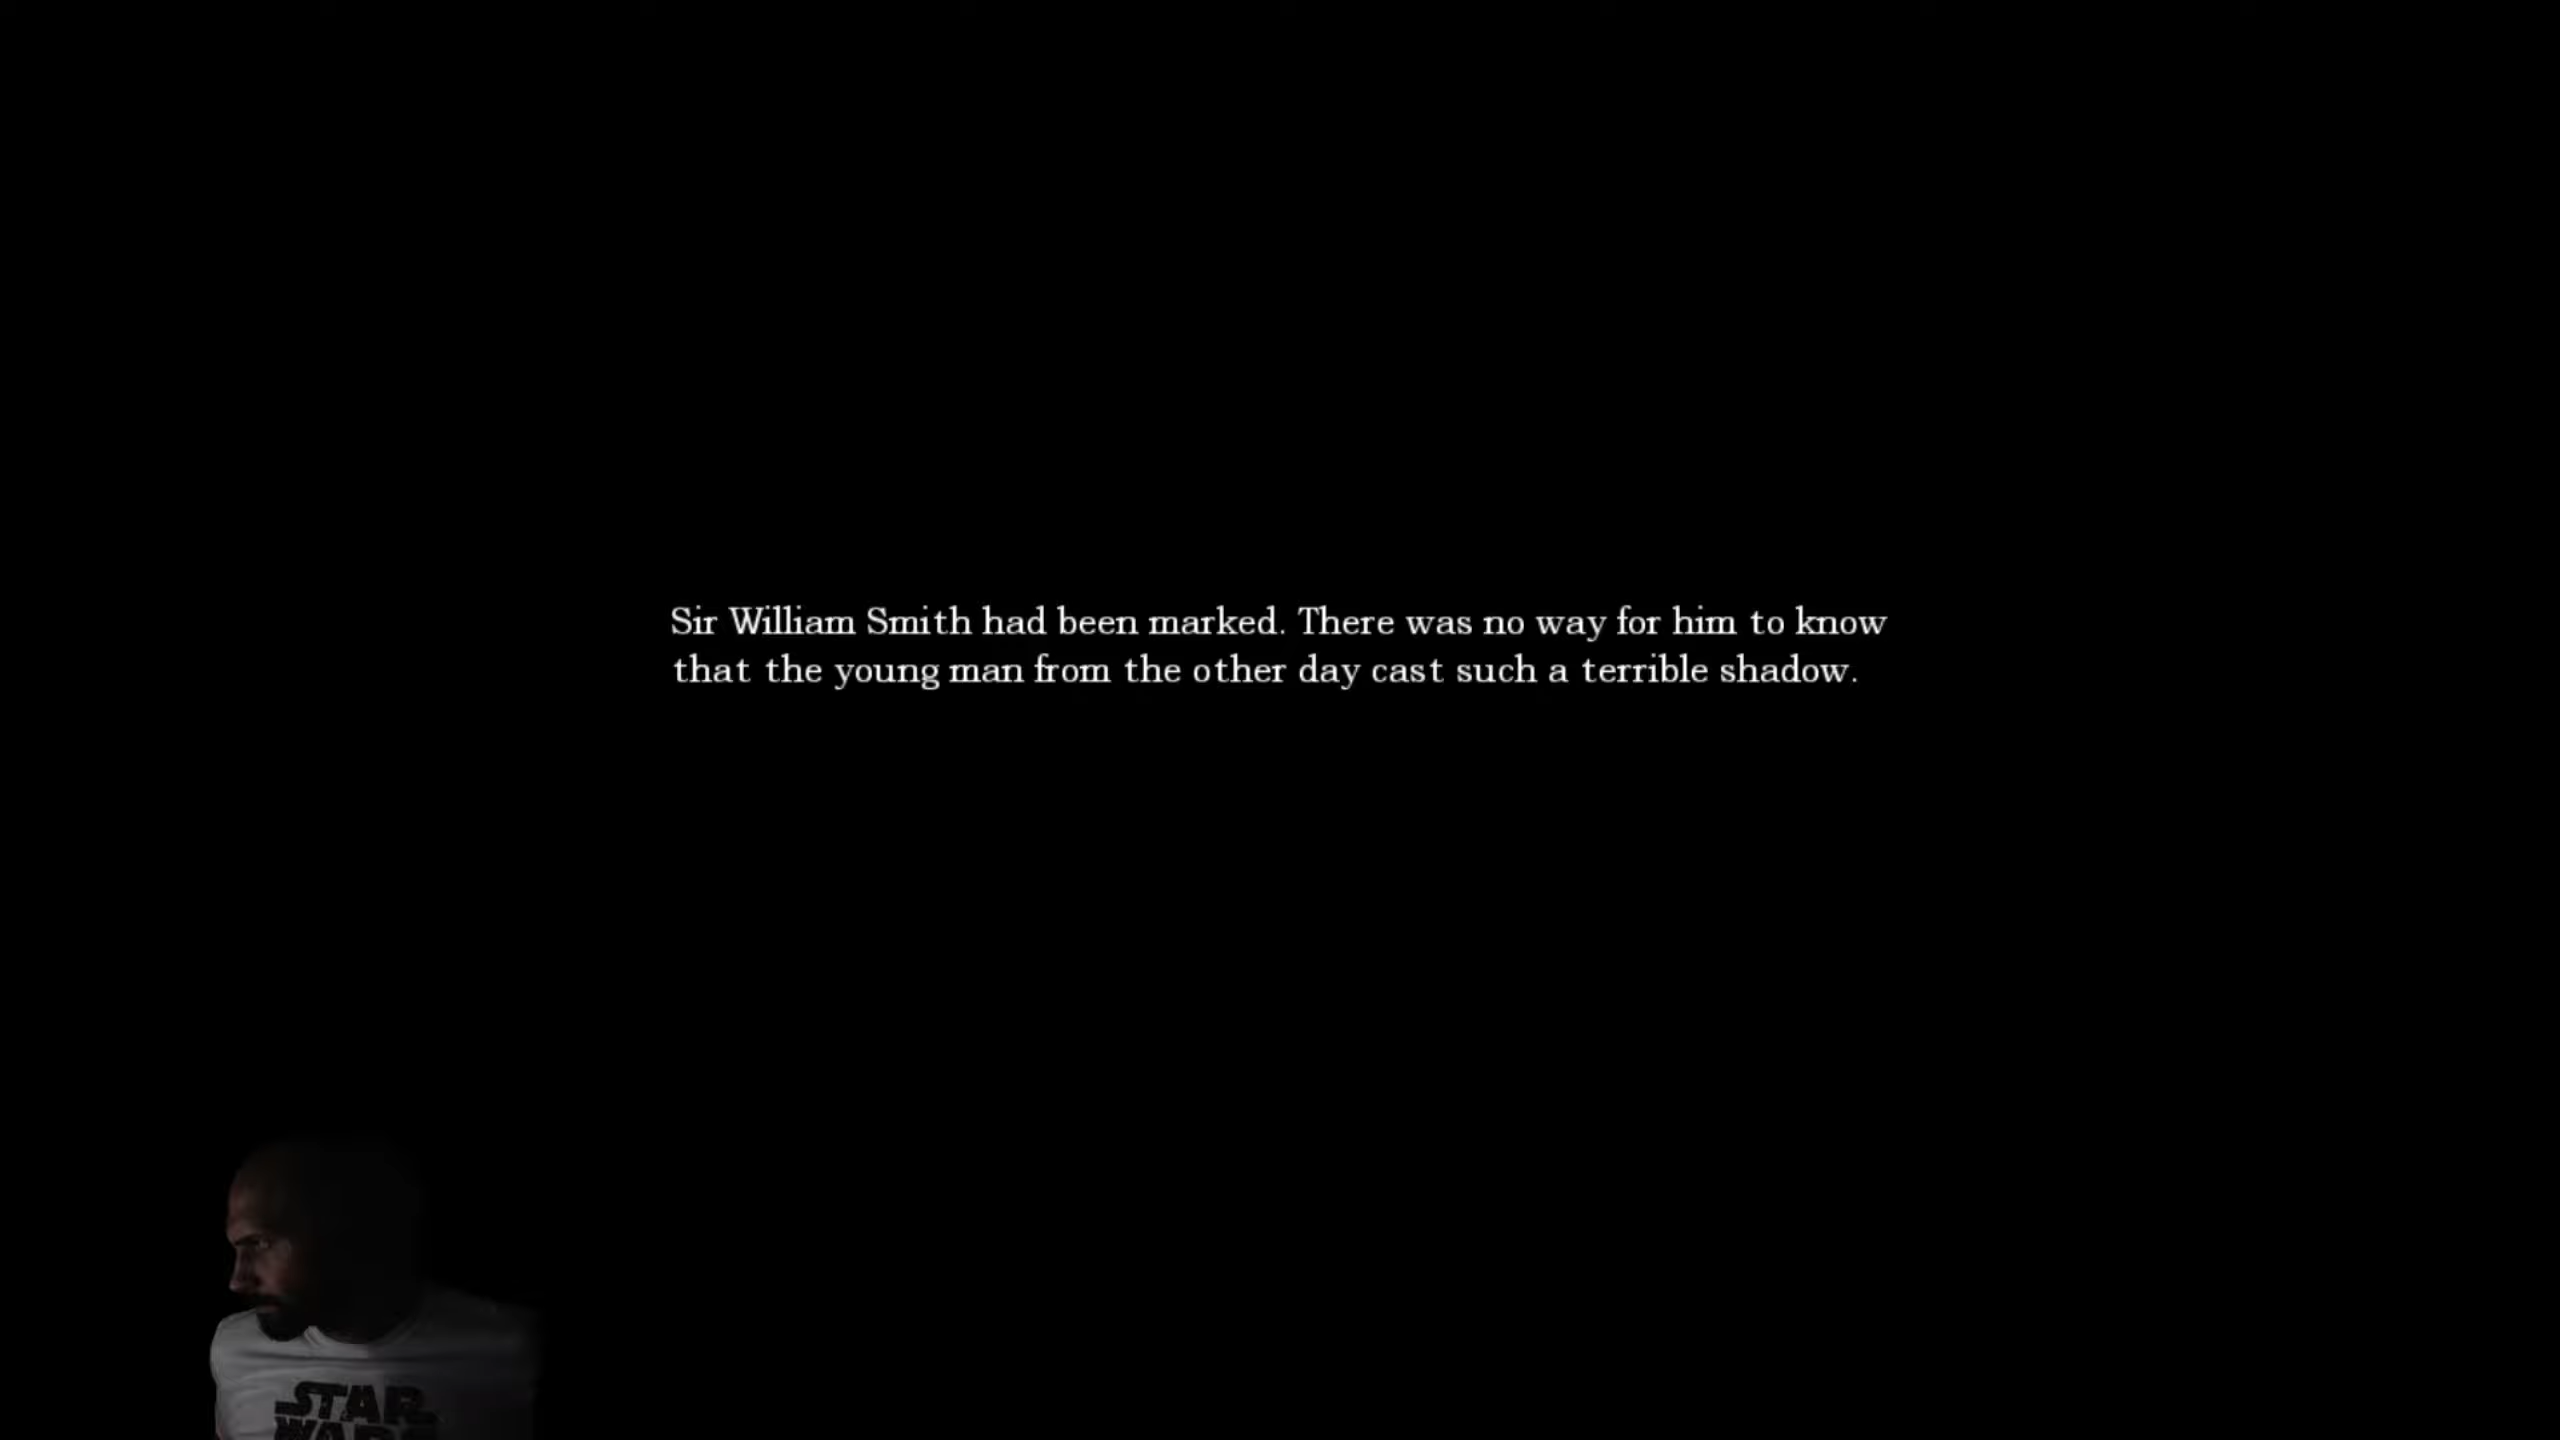 Sir William Smith had been marked. There was no way for him to know
that the young man from the other day cast such a terrible shadow.
STAR
WARS